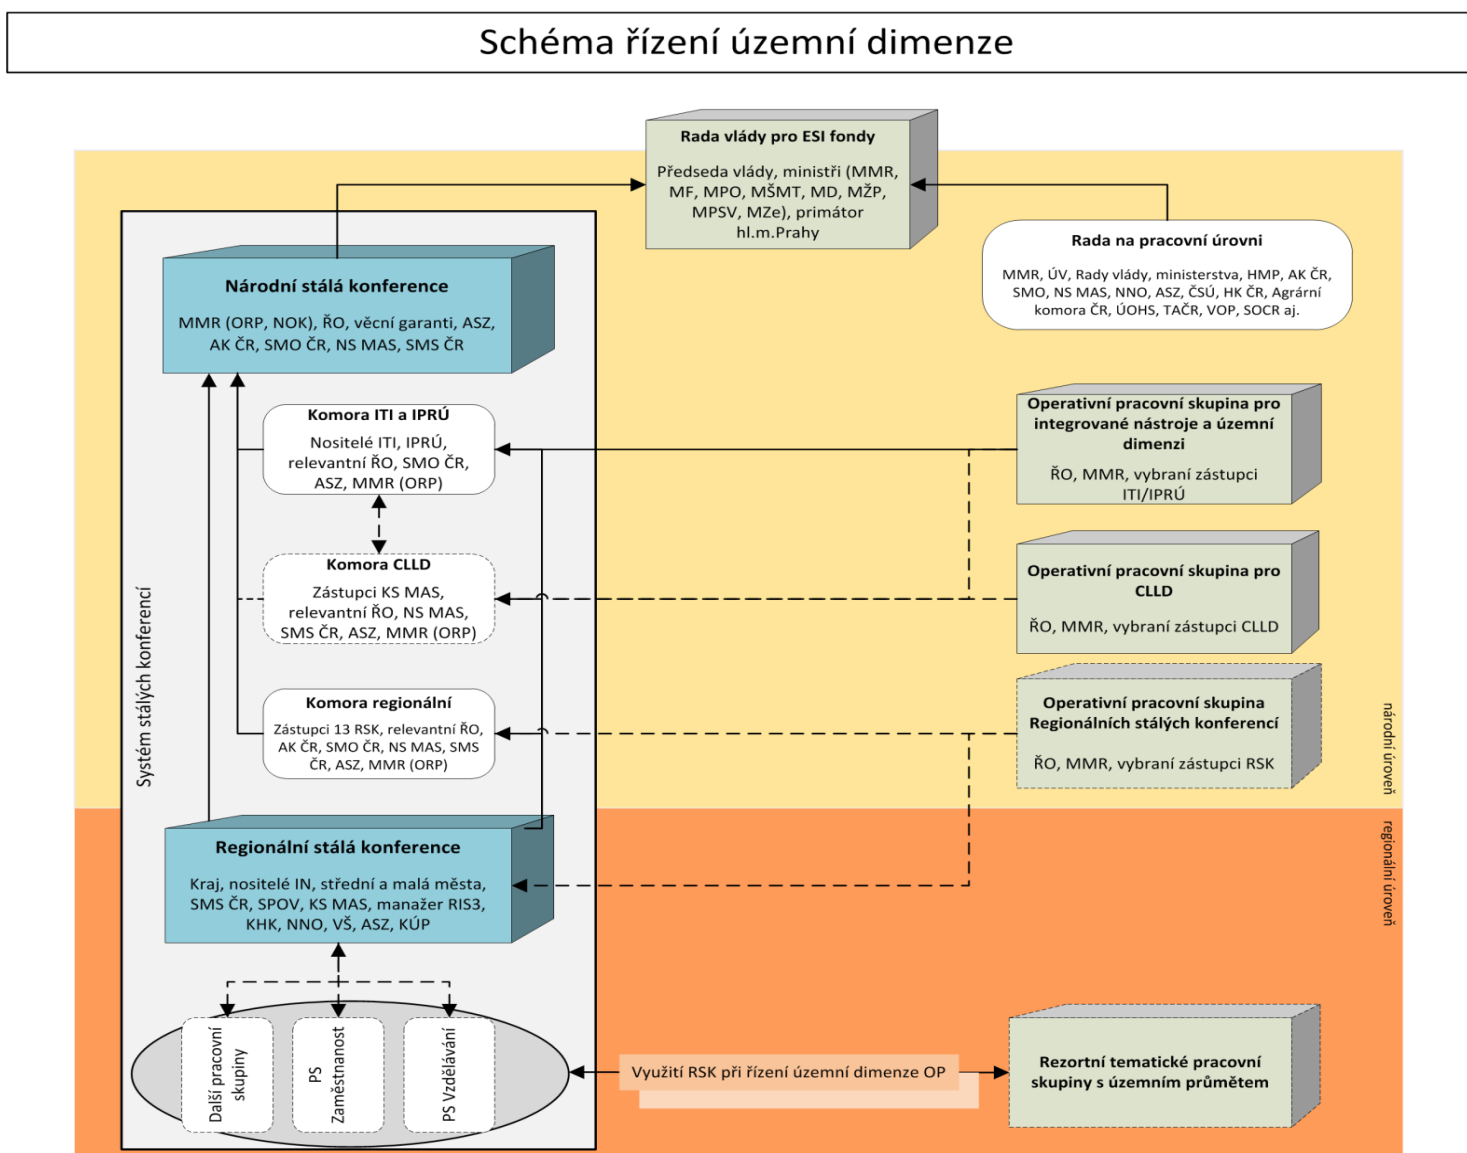 Schéma řízení územní dimenze
Rada vlády pro ESI fondy
Předseda vlády, ministři (MMR,
MF, MPO, MŠMT, MD, MŽP,
MPSV, MZe), primátor
hl.m.Prahy
Rada na pracovní úrovni
MMR, ÚV, Rady vlády, ministerstva, HMP, AK ČR,
SMO, NS MAS, NNO, ASZ, ČSÚ, HK ČR, Agrární
komora ČR, ÚOHS, TAČR, VOP, SOCR aj.
Národní stálá konference
MMR (ORP, NOK), ŘO, věcní garanti, ASZ,
AK ČR, SMO ČR, NS MAS, SMS ČR
Komora ITI a IPRÚ
Nositelé ITI, IPRÚ,
relevantní ŘO, SMO ČR,
ASZ, MMR (ORP)
Operativní pracovní skupina pro
integrované nástroje a územní
dimenzi
ŘO, MMR, vybraní zástupci
ITI/IPRÚ
Komora CLLD
Zástupci KS MAS,
relevantní ŘO, NS MAS,
SMS ČR, ASZ, MMR (ORP)
Operativní pracovní skupina pro
CLLD
ŘO, MMR, vybraní zástupci CLLD
Komora regionální
Zástupci 13 RSK, relevantní ŘO,
AK ČR, SMO ČR, NS MAS, SMS
ČR, ASZ, MMR (ORP)
Operativní pracovní skupina
Regionálních stálých konferencí
ŘO, MMR, vybraní zástupci RSK
Systém stálých konferencí
národní úroveň
regionální úroveň
Regionální stálá konference
Kraj, nositelé IN, střední a malá města,
SMS ČR, SPOV, KS MAS, manažer RIS3,
KHK, NNO, VŠ, ASZ, KÚP
Další pracovní
skupiny
PS
Zaměstnanost
PS Vzdělávání
Využití RSK při řízení územní dimenze OP
Rezortní tematické pracovní
skupiny s územním průmětem